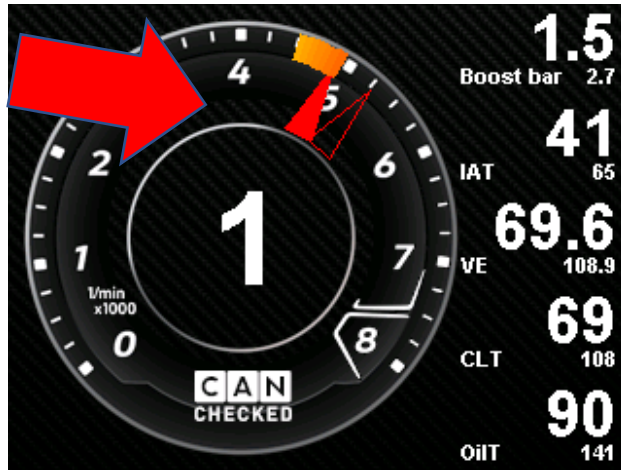 4
5
2
6
1
7
1
1/min
x1000
0
8
CAN
CHECKED
1.5
Boost bar 2.7
41
IAT 65
69.6
VE 108.9
69
CLT 108
90
OilT 141